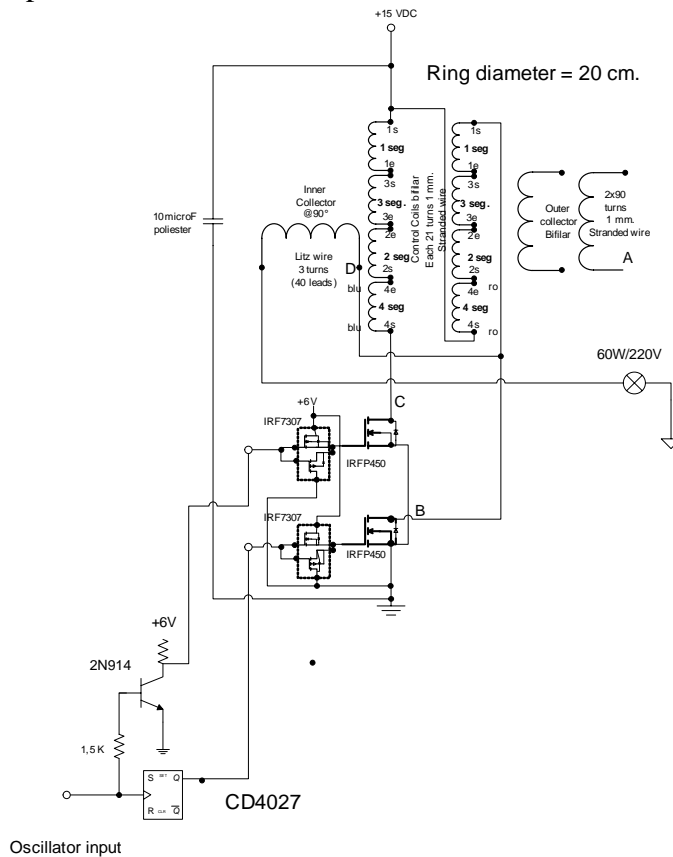 +15 VDC
Ring diameter = 20 cm.
1s
1 seg
1e
3s
3 seg.
3e
2e
2 seg
2s
4e
4 seg
4s
blu
blu
Control Coils bifilar
Each 21 turns 1 mm.
Stranded wire
1s
1 seg
1e
3s
3 seg.
3e
2e
2 seg
2s
4e
4 seg
4s
ro
ro
Outer
collector
Bifilar
2x90
turns
1 mm.
Stranded wire
A
Inner
Collector
@90°
Litz wire
3 turns
(40 leads)
D
10microF
poliester
60W/220V
+6V
C
IRF7307
IRFP450
B
IRF7307
IRFP450
+6V
2N914
1,5K
S SET Q
R CLR Q
CD4027
Oscillator input